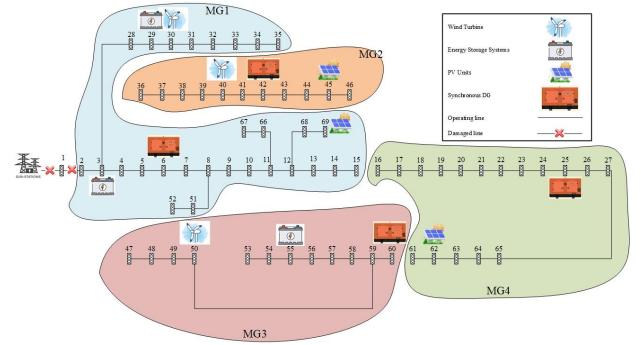 MG1
28 29 30 31 32 33 34 35
MG2
36 37 38 39 40 41 42 43 44 45 46
67 66 68 69
1 2 3 4 5 6 7 8 9 10 11 12 13 14 15
16 17 18 19 20 21 22 23 24 25 26 27
SUB-STATIONS
52 51
47 48 49 50
53 54 55 56 57 58 59 60
61 62 63 64 65
MG4
MG3
Wind Turbine
Energy Storage Systems
PV Units
Synchronous DG
Operating line
Damaged line